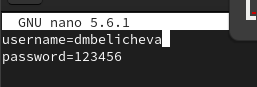 GNU nano 5.6.1
username=dmbelicheva
password=123456